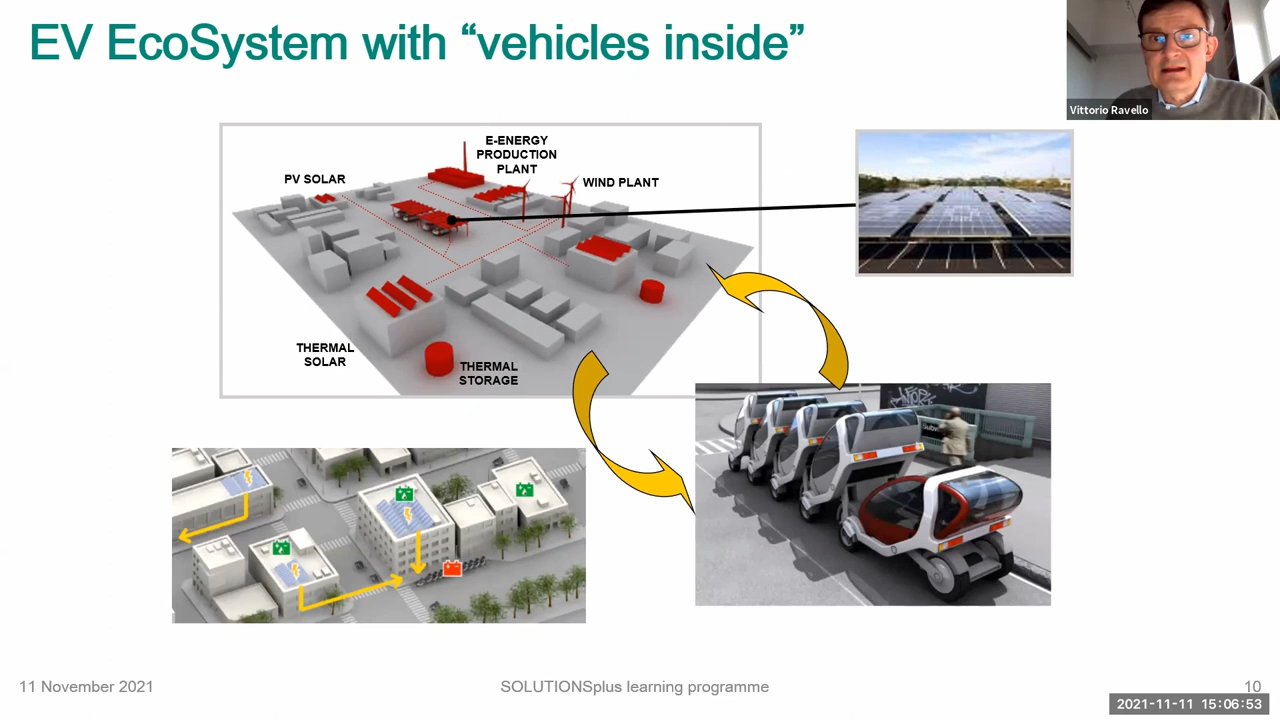 EV EcoSystem with “vehicles inside”
Vittorio Ravello
E-ENERGY
PRODUCTION
PLANT
PV SOLAR
WIND PLANT
THERMAL
SOLAR
THERMAL
STORAGE
11 November 2021
SOLUTIONSplus learning programme
10
2021-11-11 15:06:53